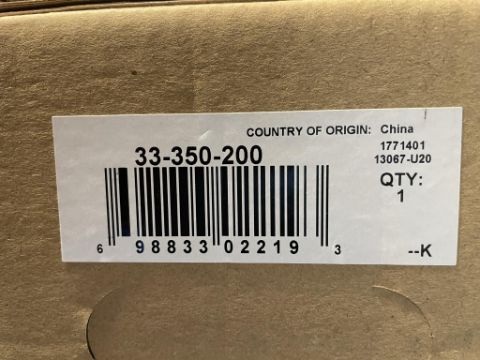 COUNTRY OF ORIGIN: China
1771401
33-350-200
13067-U20
QTY:
1
6 98833 02219 3
--K